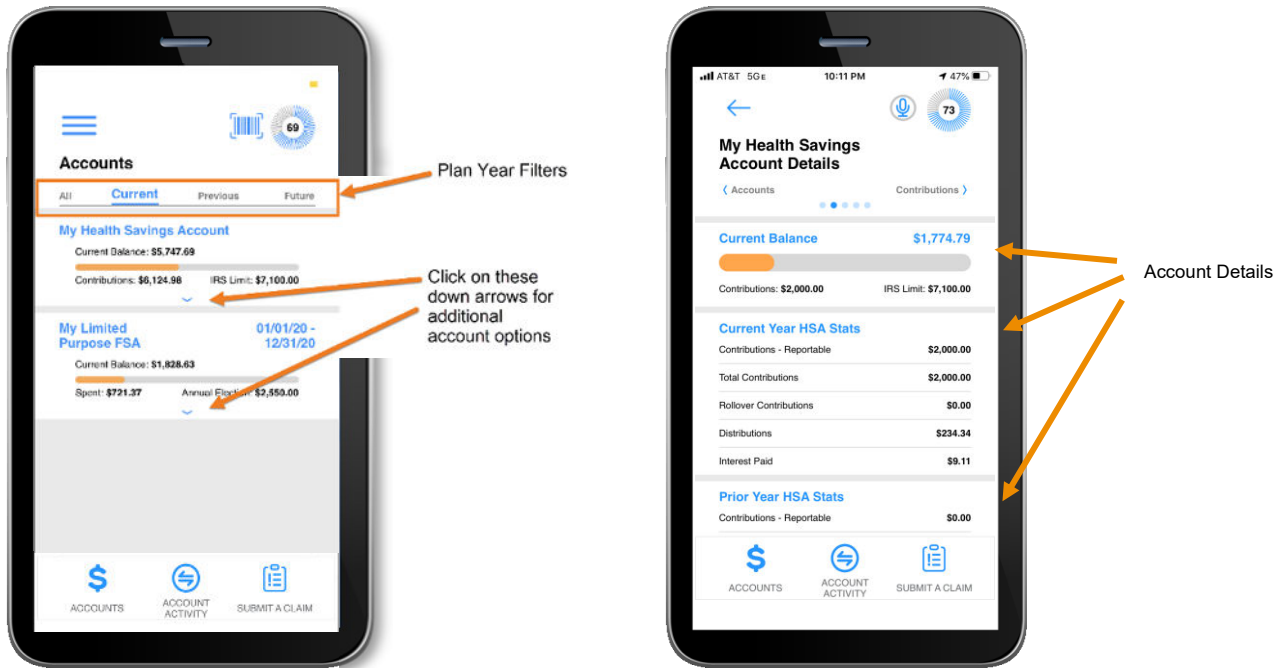 69
Accounts
All Current Previous Future
My Health Savings Account
Current Balance: $5,747.69
Contributions: $6,124.98 IRS Limit: $7,100.00
My Limited 01/01/20 -
Purpose FSA 12/31/20
Current Balance: $1,828.63
Spent: $721.37 Annual Election: $2,550.00
ACCOUNTS
ACCOUNT
ACTIVITY
SUBMIT A CLAIM
Plan Year Filters
Click on these
down arrows for
additional
account options
AT&T 5GE 10:11 PM 47%
73
My Health Savings
Account Details
Accounts Contributions
Current Balance $1,774.79
Contributions: $2,000.00 IRS Limit: $7,100.00
Current Year HSA Stats
Contributions - Reportable $2,000.00
Total Contributions $2,000.00
Rollover Contributions $0.00
Distributions $234.34
Interest Paid $9.11
Prior Year HSA Stats
Contributions - Reportable $0.00
ACCOUNTS
ACCOUNT
ACTIVITY
SUBMIT A CLAIM
Account Details